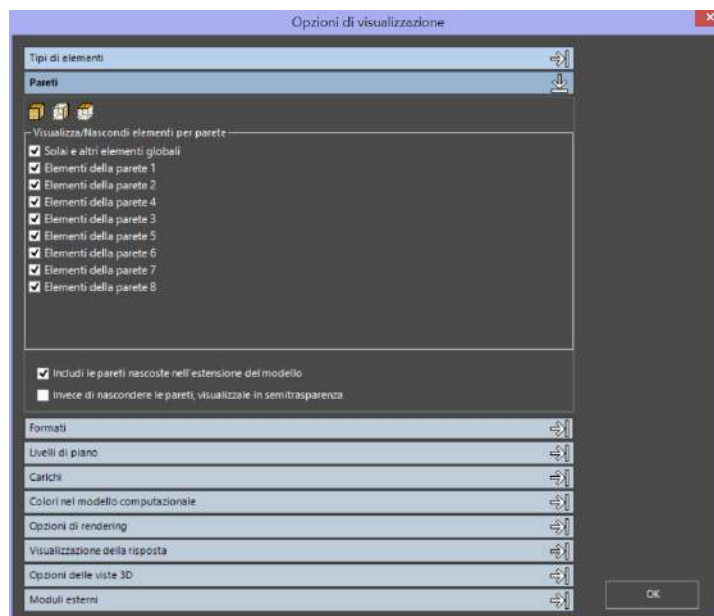 Opzioni di visualizzazione
Tipi di elementi
Pareti
Visualizza/Nascondi elementi per parete
Solai e altri elementi globali
Elementi della parete 1
Elementi della parete 2
Elementi della parete 4
Elementi della parete 3
Elementi della parete 5
Elementi della parete 6
Elementi della parete 7
Elementi della parete 8
Includi le pareti nascoste nell'estensione del modello
Invece di nascondere le pareti, visualizzale in semitrasparenza
Formati
Livelli di piano
Carichi
Colori nel modello computazionale
Opzioni di rendering
Visualizzazione della risposta
Opzioni delle viste 3D
Moduli esterni
OK